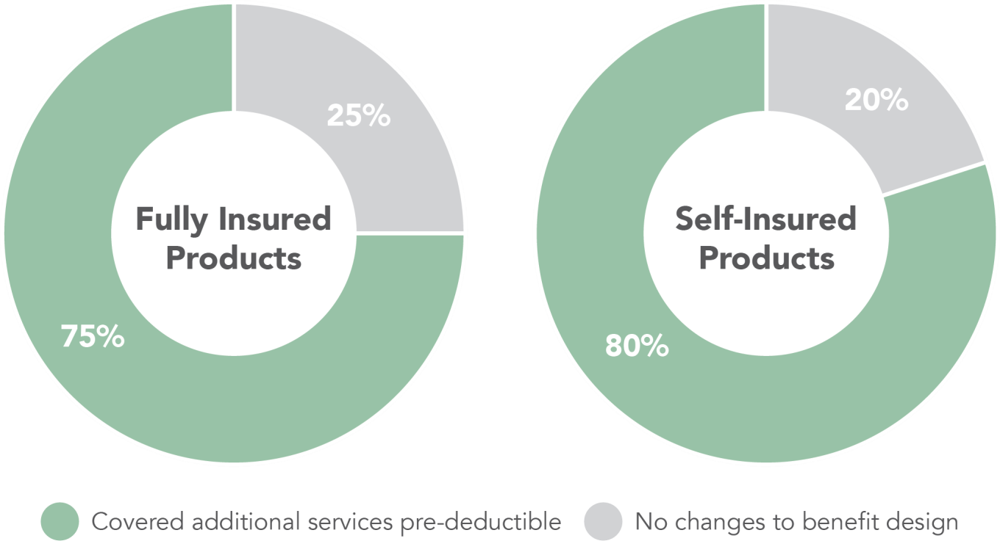 25%
Fully Insured
Products
75%
20%
Self-Insured
Products
80%
Covered additional services pre-deductible
No changes to benefit design